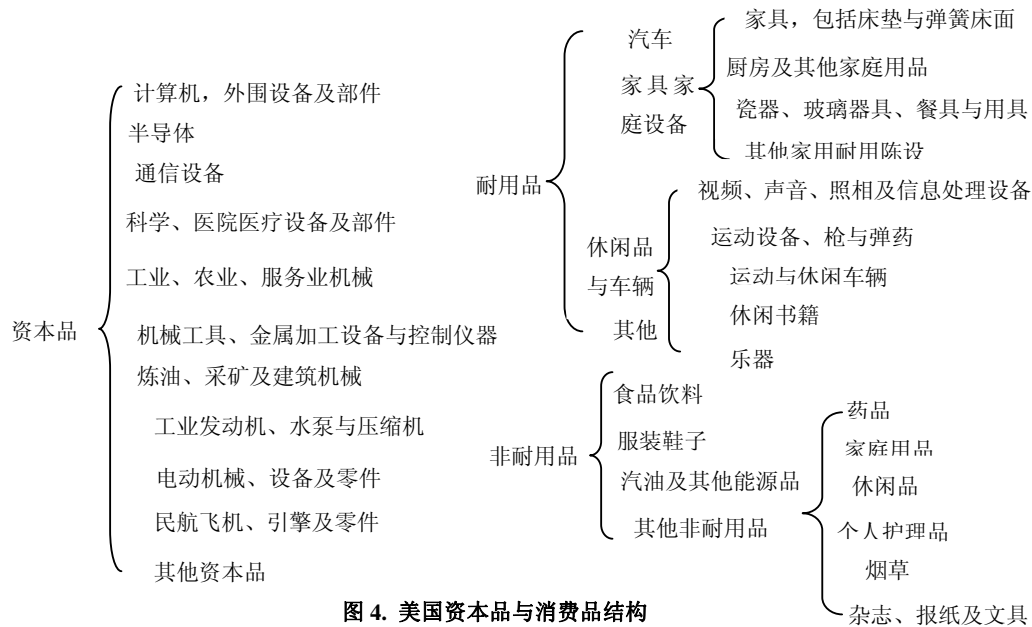 资本品
计算机，外围设备及部件
半导体
通信设备
科学、医院医疗设备及部件
工业、农业、服务业机械
机械工具、金属加工设备与控制仪器
炼油、采矿及建筑机械
工业发动机、水泵与压缩机
电动机械、设备及零件
民航飞机、引擎及零件
其他资本品
耐用品
汽车
家具家
庭设备
家具，包括床垫与弹簧床面
厨房及其他家庭用品
瓷器、玻璃器具、餐具与用具
其他家用耐用陈设
休闲品
与车辆
视频、声音、照相及信息处理设备
运动设备、枪与弹药
运动与休闲车辆
休闲书籍
乐器
其他
非耐用品
食品饮料
服装鞋子
汽油及其他能源品
其他非耐用品
药品
家庭用品
休闲品
个人护理品
烟草
杂志、报纸及文具
图 4. 美国资本品与消费品结构